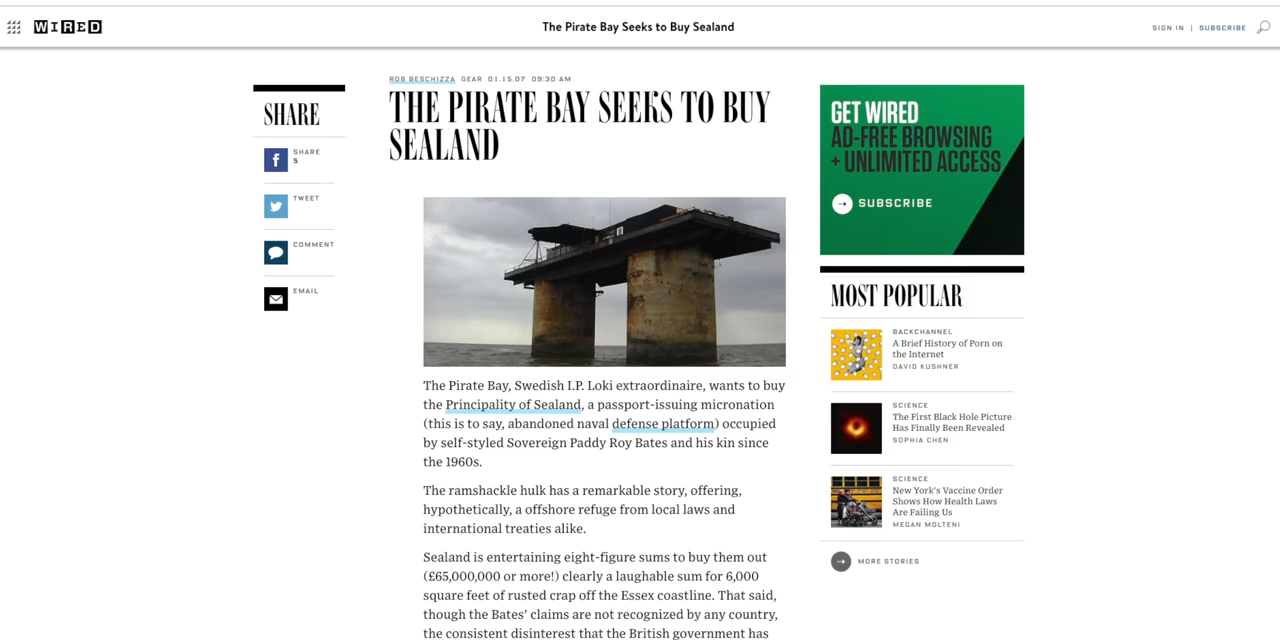 WIRED
The Pirate Bay Seeks to Buy Sealand
SIGN IN | SUBSCRIBE
SHARE
SHARE
5
TWEET
COMMENT
EMAIL
ROB BESCHIZZA GEAR 01.15.07 09:30 AM
THE PIRATE BAY SEEKS TO BUY
SEALAND
The Pirate Bay, Swedish I.P. Loki extraordinaire, wants to buy
the Principality of Sealand, a passport-issuing micronation
(this is to say, abandoned naval defense platform) occupied
by self-styled Sovereign Paddy Roy Bates and his kin since
the 1960s.
The ramshackle hulk has a remarkable story, offering,
hypothetically, a offshore refuge from local laws and
international treaties alike.
Sealand is entertaining eight-figure sums to buy them out
(£65,000,000 or more!) clearly a laughable sum for 6,000
square feet of rusted crap off the Essex coastline. That said,
though the Bates' claims are not recognized by any country,
the consistent disinterest that the British government has
GET WIRED
AD-FREE BROWSING
+ UNLIMITED ACCESS
SUBSCRIBE
MOST POPULAR
BACKCHANNEL
A Brief History of Porn on
the Internet
DAVID KUSHNER
SCIENCE
The First Black Hole Picture
Has Finally Been Revealed
SOPHIA CHEN
SCIENCE
New York's Vaccine Order
Shows How Health Laws
Are Failing Us
MEGAN MOLTENI
MORE STORIES